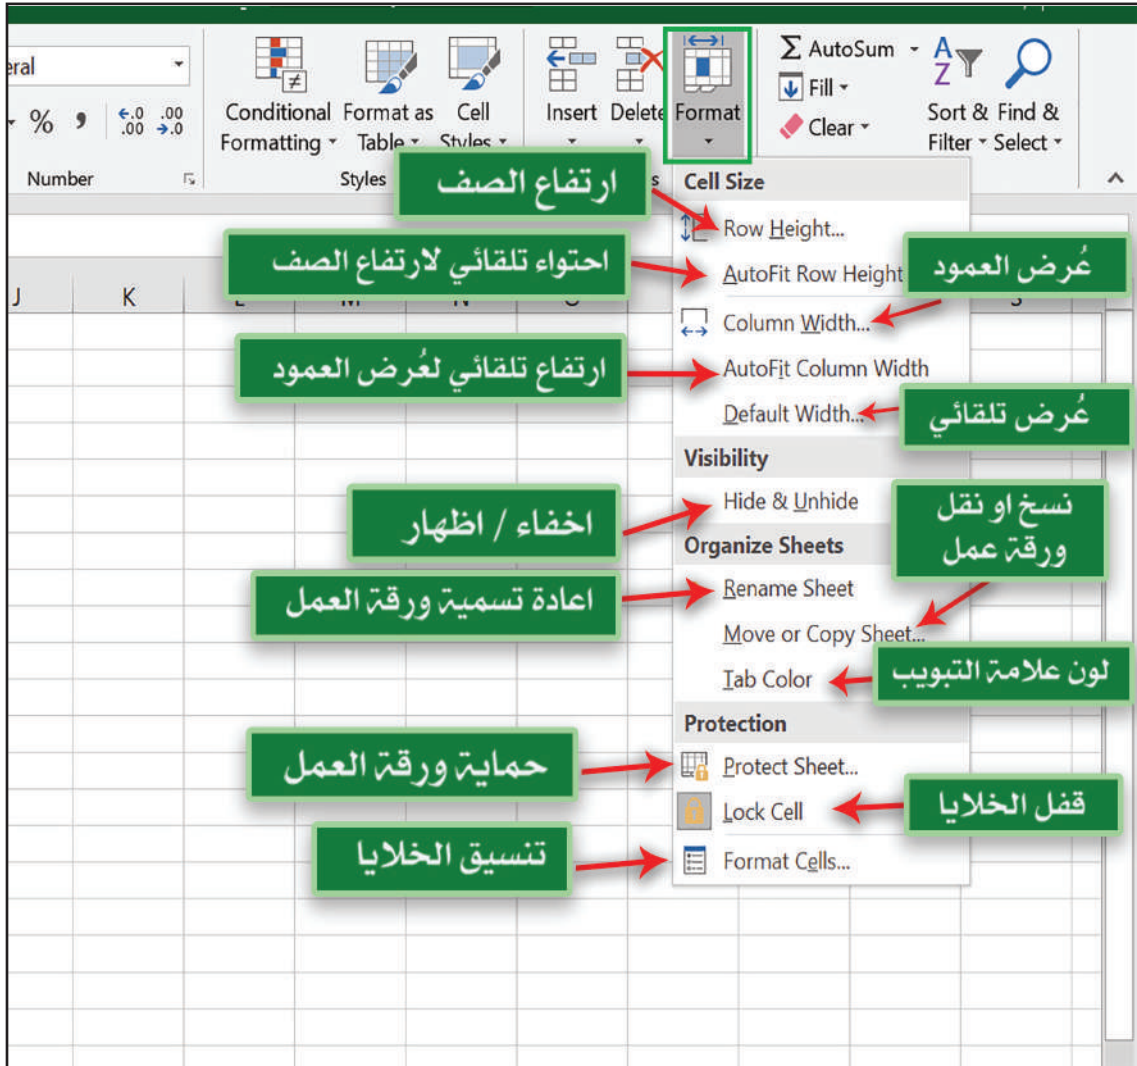 AutoSum
Fill
Clear
Conditional
Formatting
Format as
Table
Cell
Styles
Insert
Delete
Format
Sort &
Filter
Find &
Select
%
Number
Styles
Cell Size
ارتفاع الصف
Row Height...
احتواء تلقائي لارتفاع الصف
AutoFit Row Height
عُرض العمود
Column Width...
ارتفاع تلقائي لعُرض العمود
AutoFit Column Width
عُرض تلقائي
Default Width...
Visibility
اخفاء / اظهار
Hide & Unhide
نسخ او نقل
ورقة عمل
Organize Sheets
اعادة تسمية ورقة العمل
Rename Sheet
Move or Copy Sheet...
لون علامة التبويب
Tab Color
Protection
حماية ورقة العمل
Protect Sheet...
قفل الخلايا
Lock Cell
تنسيق الخلايا
Format Cells...
J
K